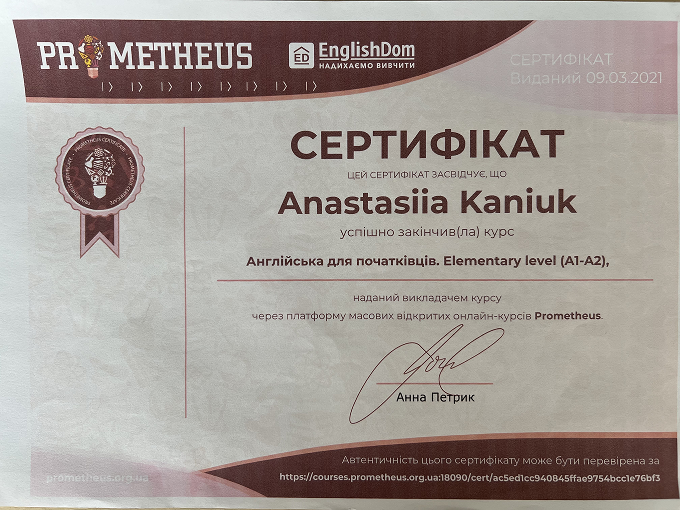 PROMETHEUS
ED EnglishDom
НАДИХАЄМО ВИВЧИТИ
СЕРТИФІКАТ
Виданий 09.03.2021
PROMETHEUS CERTIFICATE
СЕРТИФІКАТ
ЦЕЙ СЕРТИФІКАТ ЗАСВІДЧУЄ, ЩО
Anastasiia Kaniuk
успішно закінчив(ла) курс
Англійська для початківців. Elementary level (A1-A2),
наданий викладачем курсу
через платформу масових відкритих онлайн-курсів Prometheus.
Анна Петрик
Автентичність цього сертифікату може бути перевірена за
prometheus.org.ua
https://courses.prometheus.org.ua:18090/cert/ac5ed1cc940845ffae9754bcc1e76bf3